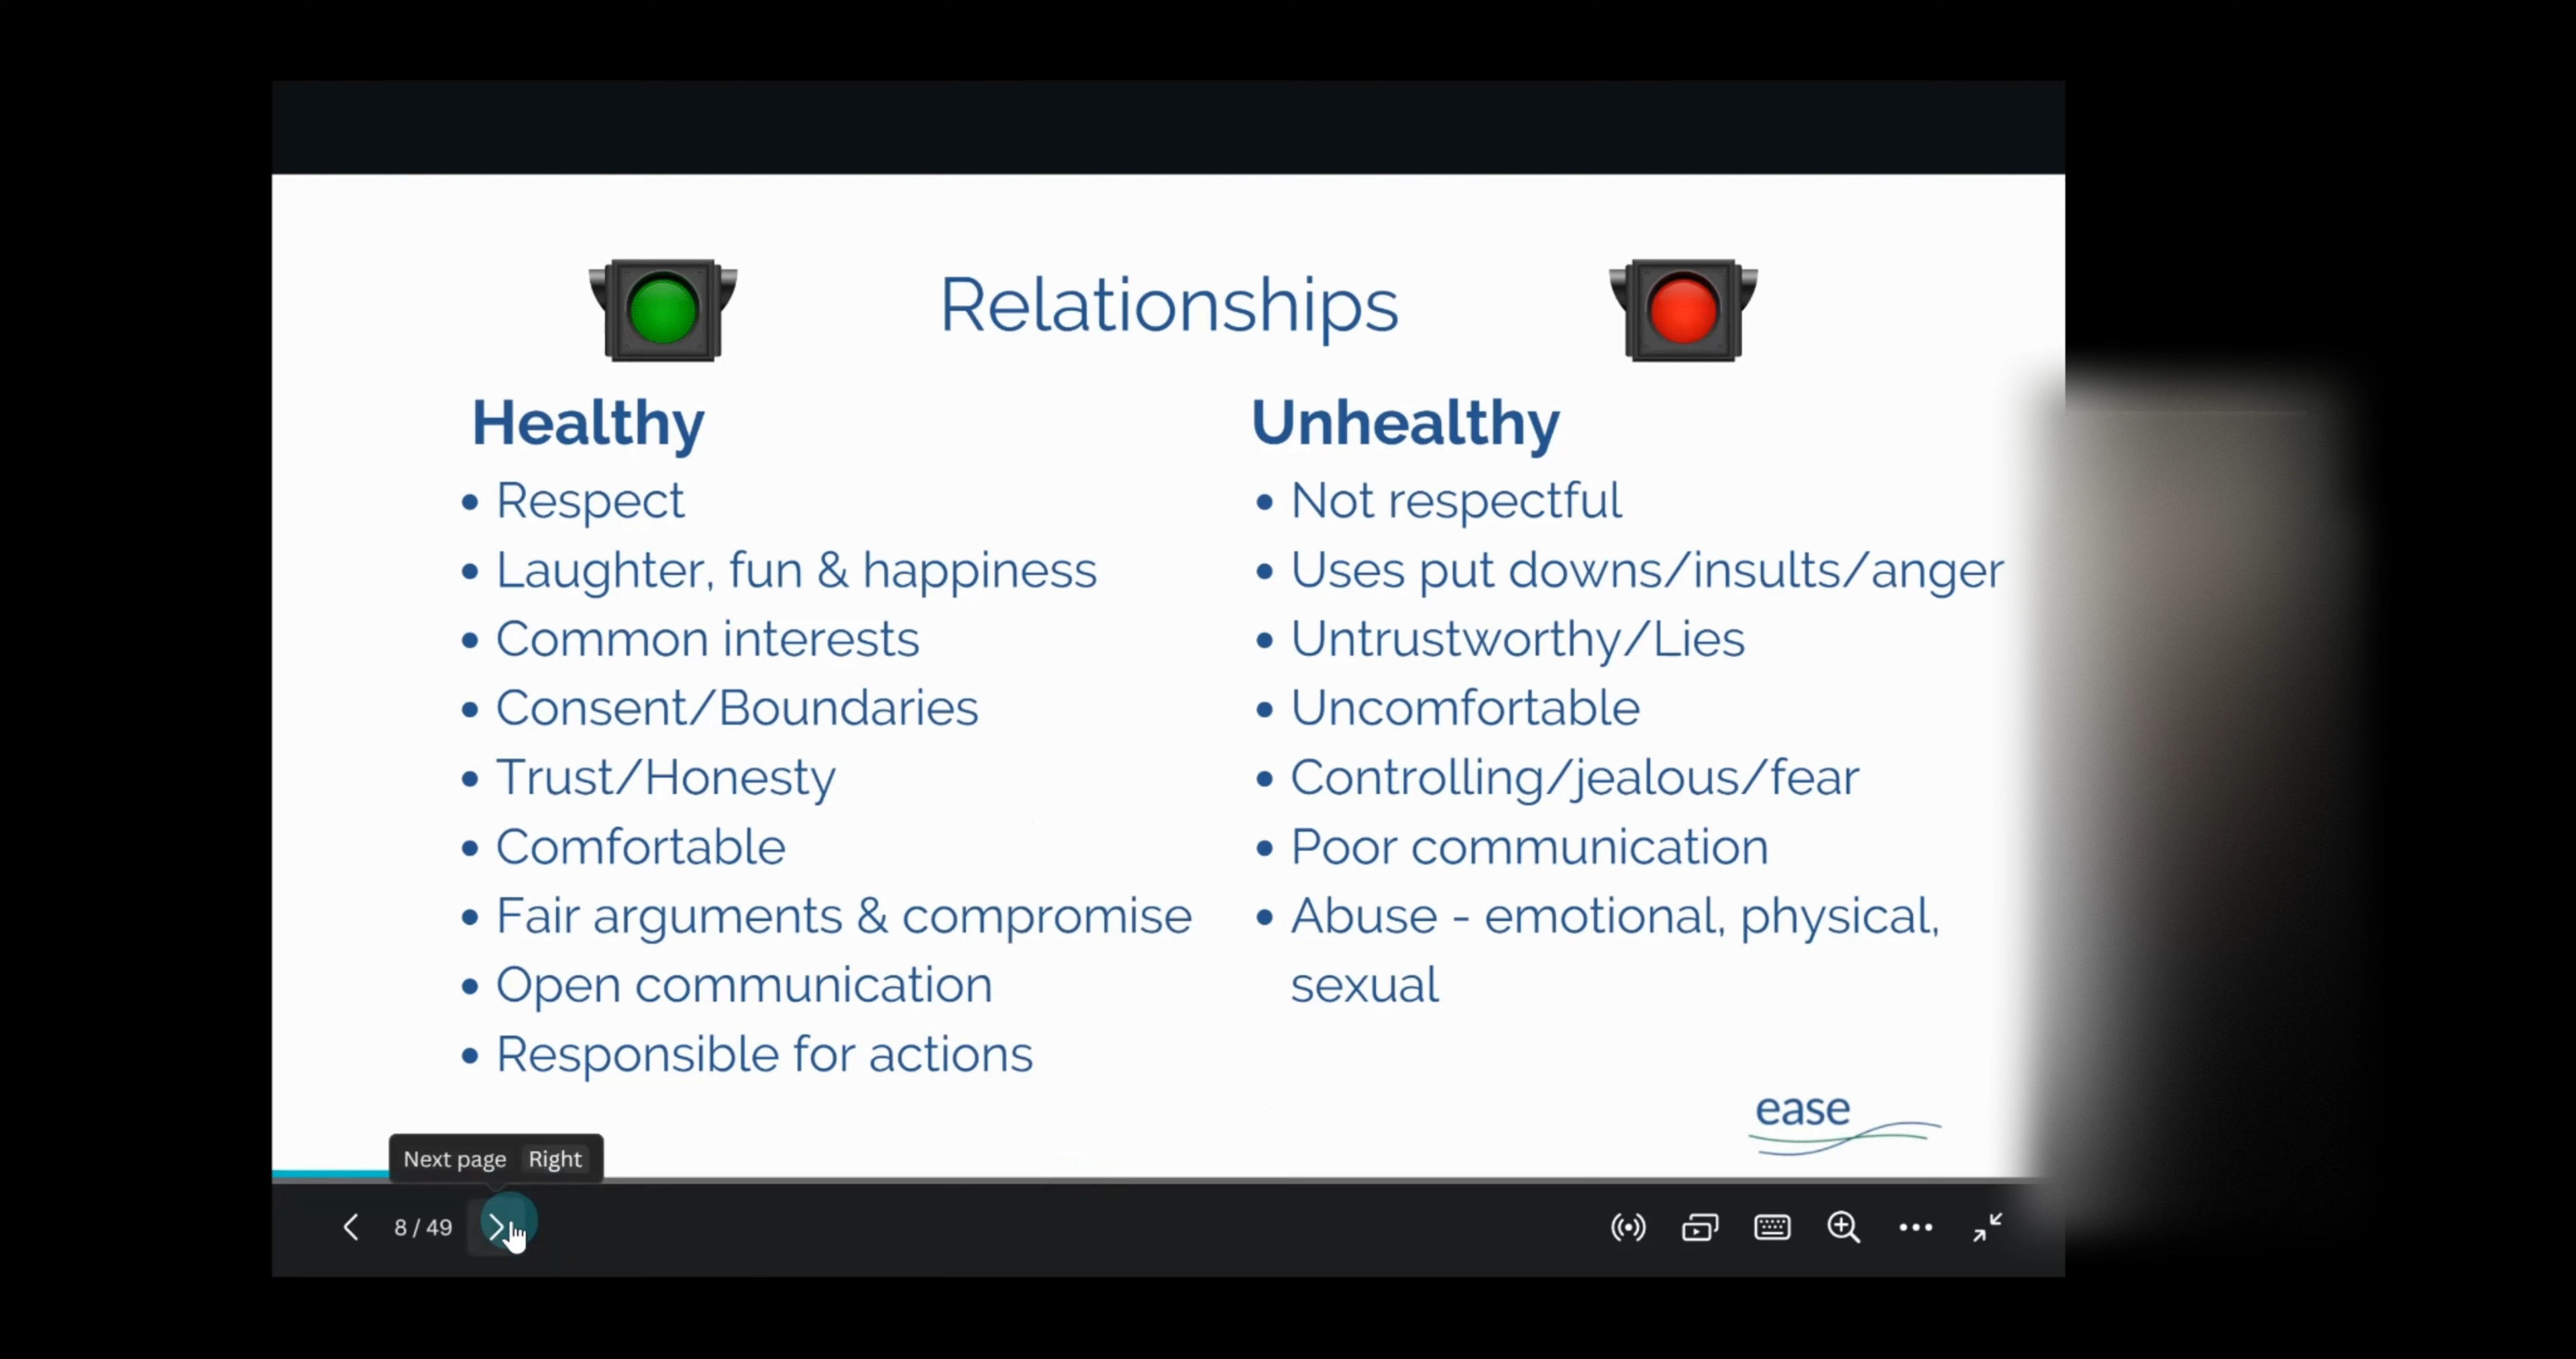 Relationships
Healthy
• Respect
• Laughter, fun & happiness
• Common interests
• Consent/Boundaries
• Trust/Honesty
• Comfortable
• Fair arguments & compromise
• Open communication
• Responsible for actions
Unhealthy
• Not respectful
• Uses put downs/insults/anger
• Untrustworthy/Lies
• Uncomfortable
• Controlling/jealous/fear
• Poor communication
• Abuse - emotional, physical,
sexual
ease
Next page Right
8 / 49